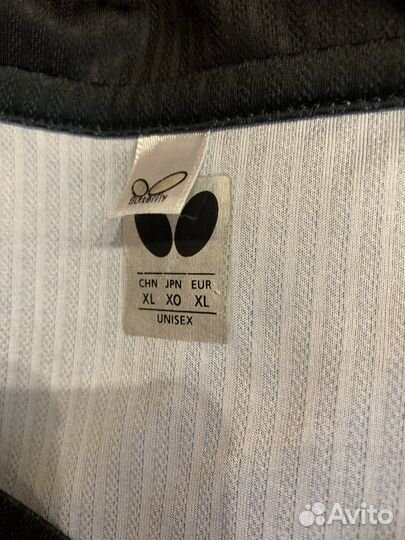 Butterfly
CHN JPN EUR
XL XO XL
UNISEX
Avito